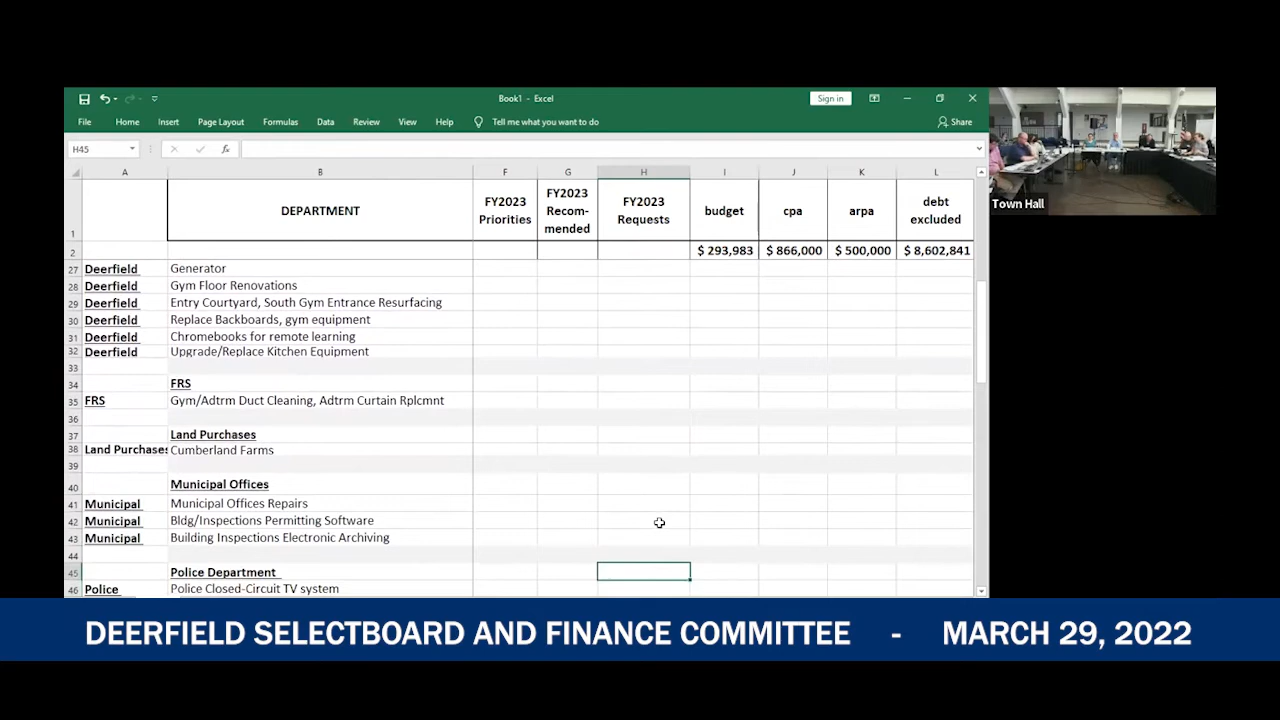 Book1 - Excel
Sign in
File Home Insert Page Layout Formulas Data Review View Help Tell me what you want to do Share
H45 fx
A B F G H I J K L
1 DEPARTMENT FY2023 Priorities FY2023 Recom-mended FY2023 Requests budget cpa arpa debt excluded
2 $ 293,983 $ 866,000 $ 500,000 $ 8,602,841
27 Deerfield Generator
28 Deerfield Gym Floor Renovations
29 Deerfield Entry Courtyard, South Gym Entrance Resurfacing
30 Deerfield Replace Backboards, gym equipment
31 Deerfield Chromebooks for remote learning
32 Deerfield Upgrade/Replace Kitchen Equipment
33
34 FRS
35 FRS Gym/Adtrm Duct Cleaning, Adtrm Curtain Rplcmnt
36
37 Land Purchases
38 Land Purchases Cumberland Farms
39
40 Municipal Offices
41 Municipal Municipal Offices Repairs
42 Municipal Bldg/Inspections Permitting Software
43 Municipal Building Inspections Electronic Archiving
44
45 Police Department
46 Police Police Closed-Circuit TV system
Town Hall
DEERFIELD SELECTBOARD AND FINANCE COMMITTEE - MARCH 29, 2022